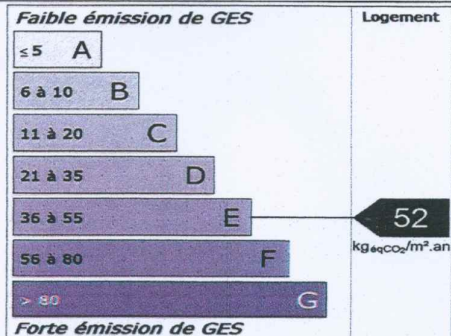 Faible émission de GES
Logement
≤ 5 A
6 à 10 B
11 à 20 C
21 à 35 D
36 à 55 E
52
kgéqCO2/m².an
56 à 80 F
> 80 G
Forte émission de GES